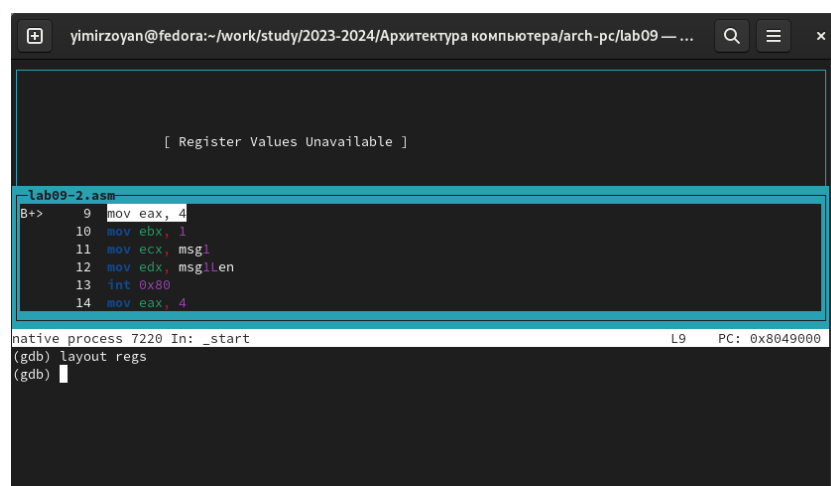 yimirzoyan@fedora:~/work/study/2023-2024/Архитектура компьютера/arch-pc/lab09 — ...
[ Register Values Unavailable ]
lab09-2.asm
B+> 9 mov eax, 4
10 mov ebx, 1
11 mov ecx, msg1
12 mov edx, msg1Len
13 int 0x80
14 mov eax, 4
native process 7220 In: _start L9 PC: 0x8049000
(gdb) layout regs
(gdb)